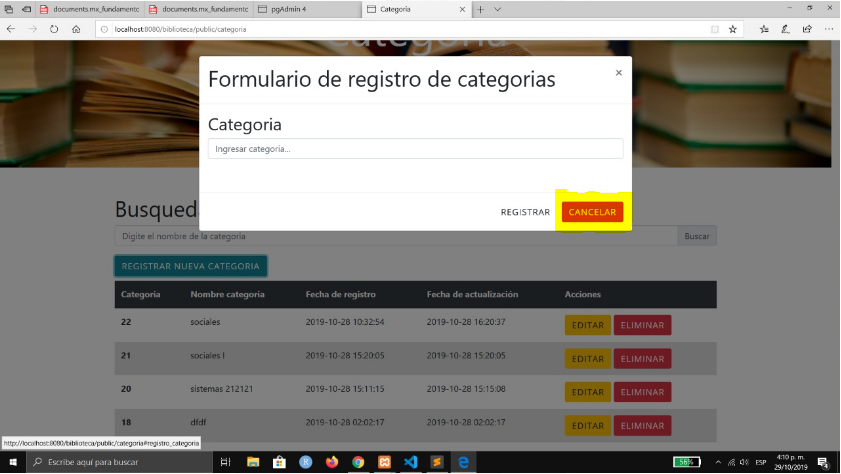 documents.mx_fundamento
documents.mx_fundamento
pgAdmin 4
Categoria
localhost:8080/biblioteca/public/categoria
Categoria
Formulario de registro de categorias
×
Categoria
Ingresar categoria...
REGISTRAR
CANCELAR
Busqued
Digite el nombre de la categoria
Buscar
REGISTRAR NUEVA CATEGORIA
Categoria Nombre categoria Fecha de registro Fecha de actualización Acciones
22 sociales 2019-10-28 10:32:54 2019-10-28 16:20:37 EDITAR ELIMINAR
21 sociales I 2019-10-28 15:20:05 2019-10-28 15:20:05 EDITAR ELIMINAR
20 sistemas 212121 2019-10-28 15:11:15 2019-10-28 15:15:08 EDITAR ELIMINAR
18 dfdf 2019-10-28 02:02:17 2019-10-28 02:02:17 EDITAR ELIMINAR
http://localhost:8080/biblioteca/public/categoria#registro_categoria
Escribe aquí para buscar
56%
ESP
4:10 p. m.
29/10/2019